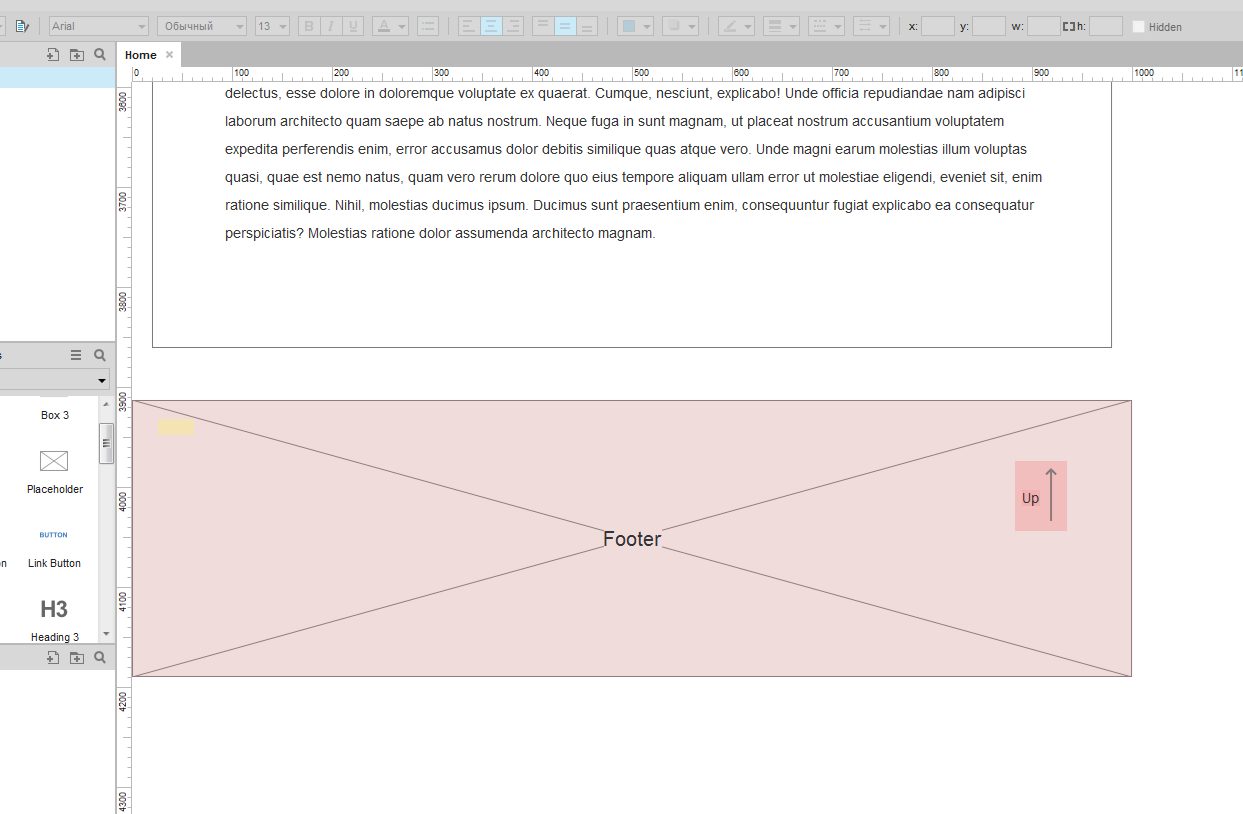 Arial Обычный 13 B I U A x: y: w: h: Hidden
Home
0 100 200 300 400 500 600 700 800 900 1000 11
3600
delectus, esse dolore in doloremque voluptate ex quaerat. Cumque, nesciunt, explicabo! Unde officia repudiandae nam adipisci
laborum architecto quam saepe ab natus nostrum. Neque fuga in sunt magnam, ut placeat nostrum accusantium voluptatem
expedita perferendis enim, error accusamus dolor debitis similique quas atque vero. Unde magni earum molestias illum voluptas
quasi, quae est nemo natus, quam vero rerum dolore quo eius tempore aliquam ullam error ut molestiae eligendi, eveniet sit, enim
3700
ratione similique. Nihil, molestias ducimus ipsum. Ducimus sunt praesentium enim, consequuntur fugiat explicabo ea consequatur
perspiciatis? Molestias ratione dolor assumenda architecto magnam.
3800
s
3900
Box 3
Placeholder
4000
Up
BUTTON
Footer
n Link Button
4100
H3
Heading 3
4200
4300